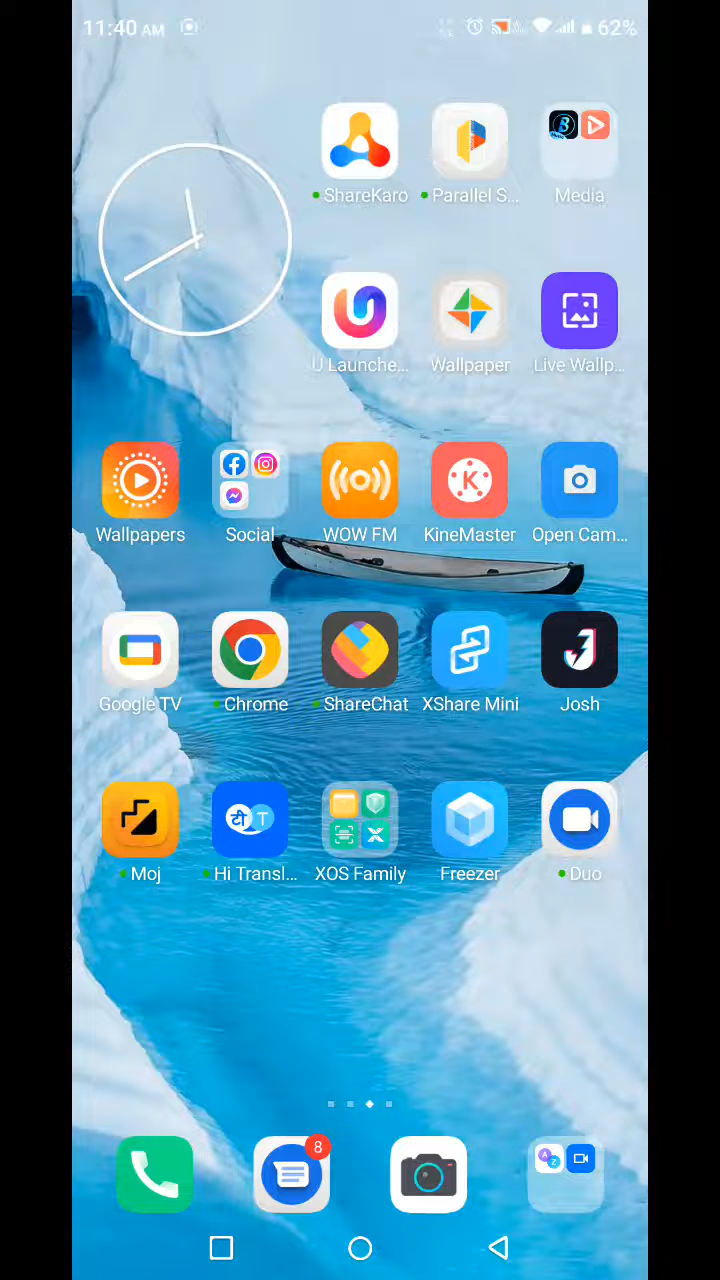 11:40 AM
62%
ShareKaro
Parallel S...
Media
U Launche...
Wallpaper
Live Wallp...
Wallpapers
Social
WOW FM
KineMaster
Open Cam...
Google TV
Chrome
ShareChat
XShare Mini
Josh
Moj
Hi Transl...
XOS Family
Freezer
Duo
टी T
K
8
A
Z